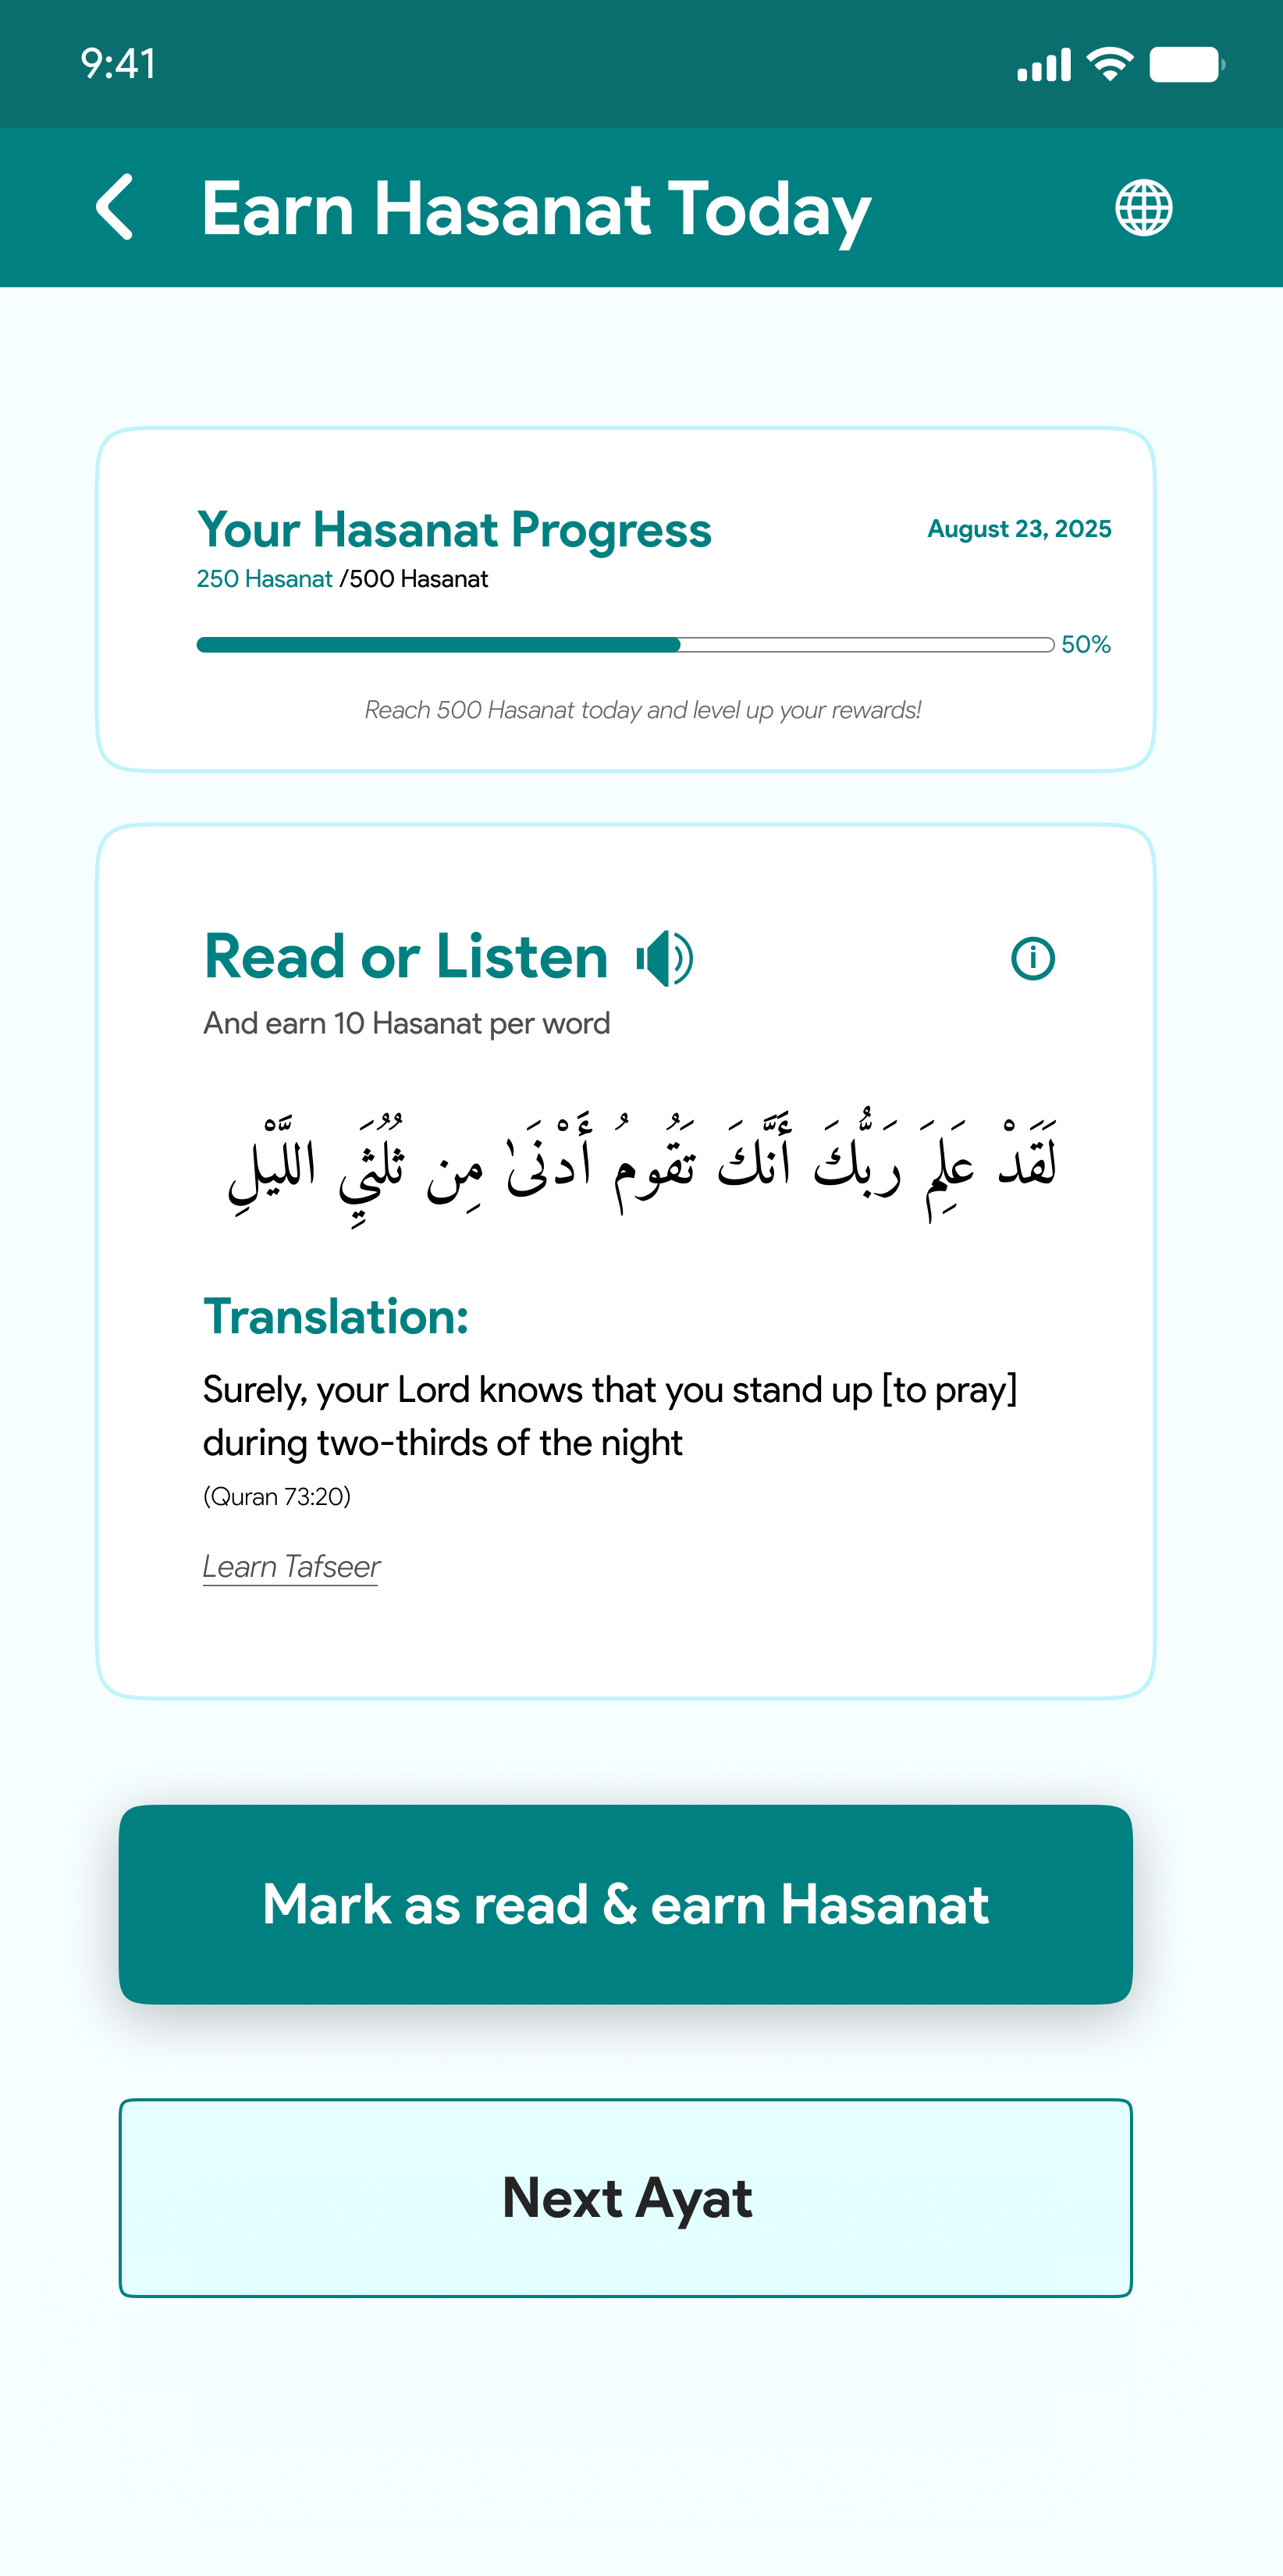 9:41
Earn Hasanat Today
Your Hasanat Progress
August 23, 2025
250 Hasanat /500 Hasanat
50%
Reach 500 Hasanat today and level up your rewards!
Read or Listen
And earn 10 Hasanat per word
لَقَدْ عَلِمَ رَبُّكَ أَنَّكَ تَقُومُ أَدْنَىٰ مِن ثُلُثَيِ اللَّيْلِ
Translation:
Surely, your Lord knows that you stand up [to pray]
during two-thirds of the night
(Quran 73:20)
Learn Tafseer
Mark as read & earn Hasanat
Next Ayat